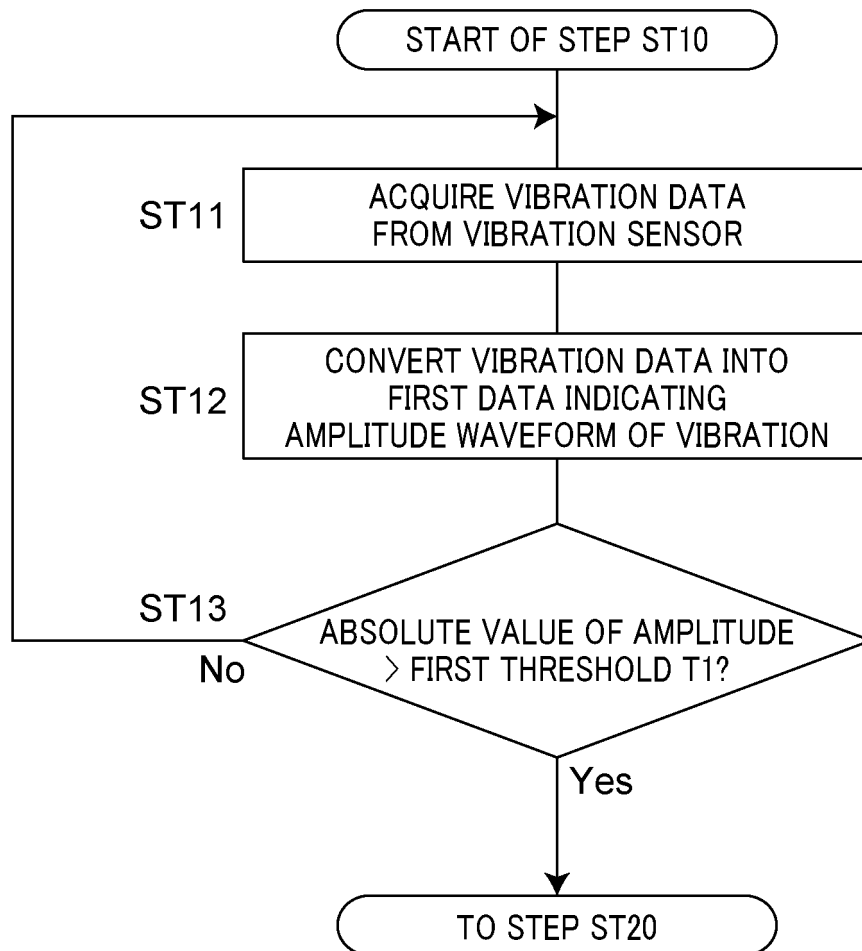 START OF STEP ST10
ST11
ACQUIRE VIBRATION DATA
FROM VIBRATION SENSOR
ST12
CONVERT VIBRATION DATA INTO
FIRST DATA INDICATING
AMPLITUDE WAVEFORM OF VIBRATION
ST13
ABSOLUTE VALUE OF AMPLITUDE
> FIRST THRESHOLD T1?
No
Yes
TO STEP ST20